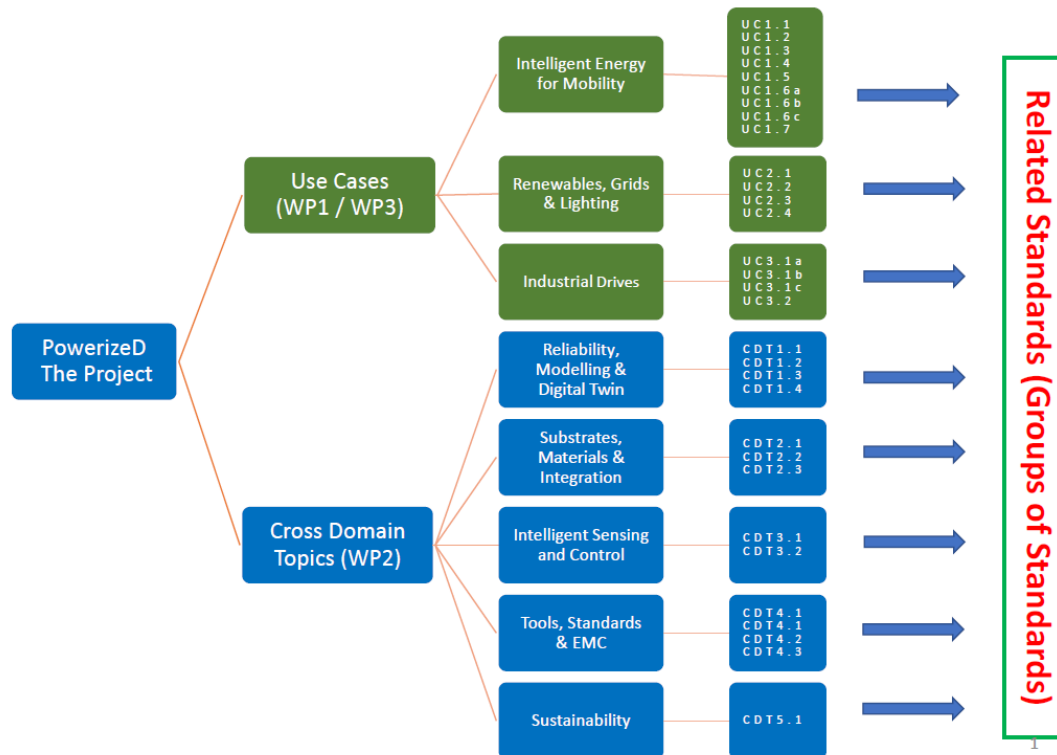 PowerizeD
The Project
Use Cases
(WP1 / WP3)
Intelligent Energy
for Mobility
UC1.1
UC1.2
UC1.3
UC1.4
UC1.5
UC1.6a
UC1.6b
UC1.6c
UC1.7
Renewables, Grids
& Lighting
UC2.1
UC2.2
UC2.3
UC2.4
Industrial Drives
UC3.1a
UC3.1b
UC3.1c
UC3.2
Cross Domain
Topics (WP2)
Reliability,
Modelling &
Digital Twin
CDT1.1
CDT1.2
CDT1.3
CDT1.4
Substrates,
Materials &
Integration
CDT2.1
CDT2.2
CDT2.3
Intelligent Sensing
and Control
CDT3.1
CDT3.2
Tools, Standards
& EMC
CDT4.1
CDT4.1
CDT4.2
CDT4.3
Sustainability
CDT5.1
Related Standards (Groups of Standards)
1